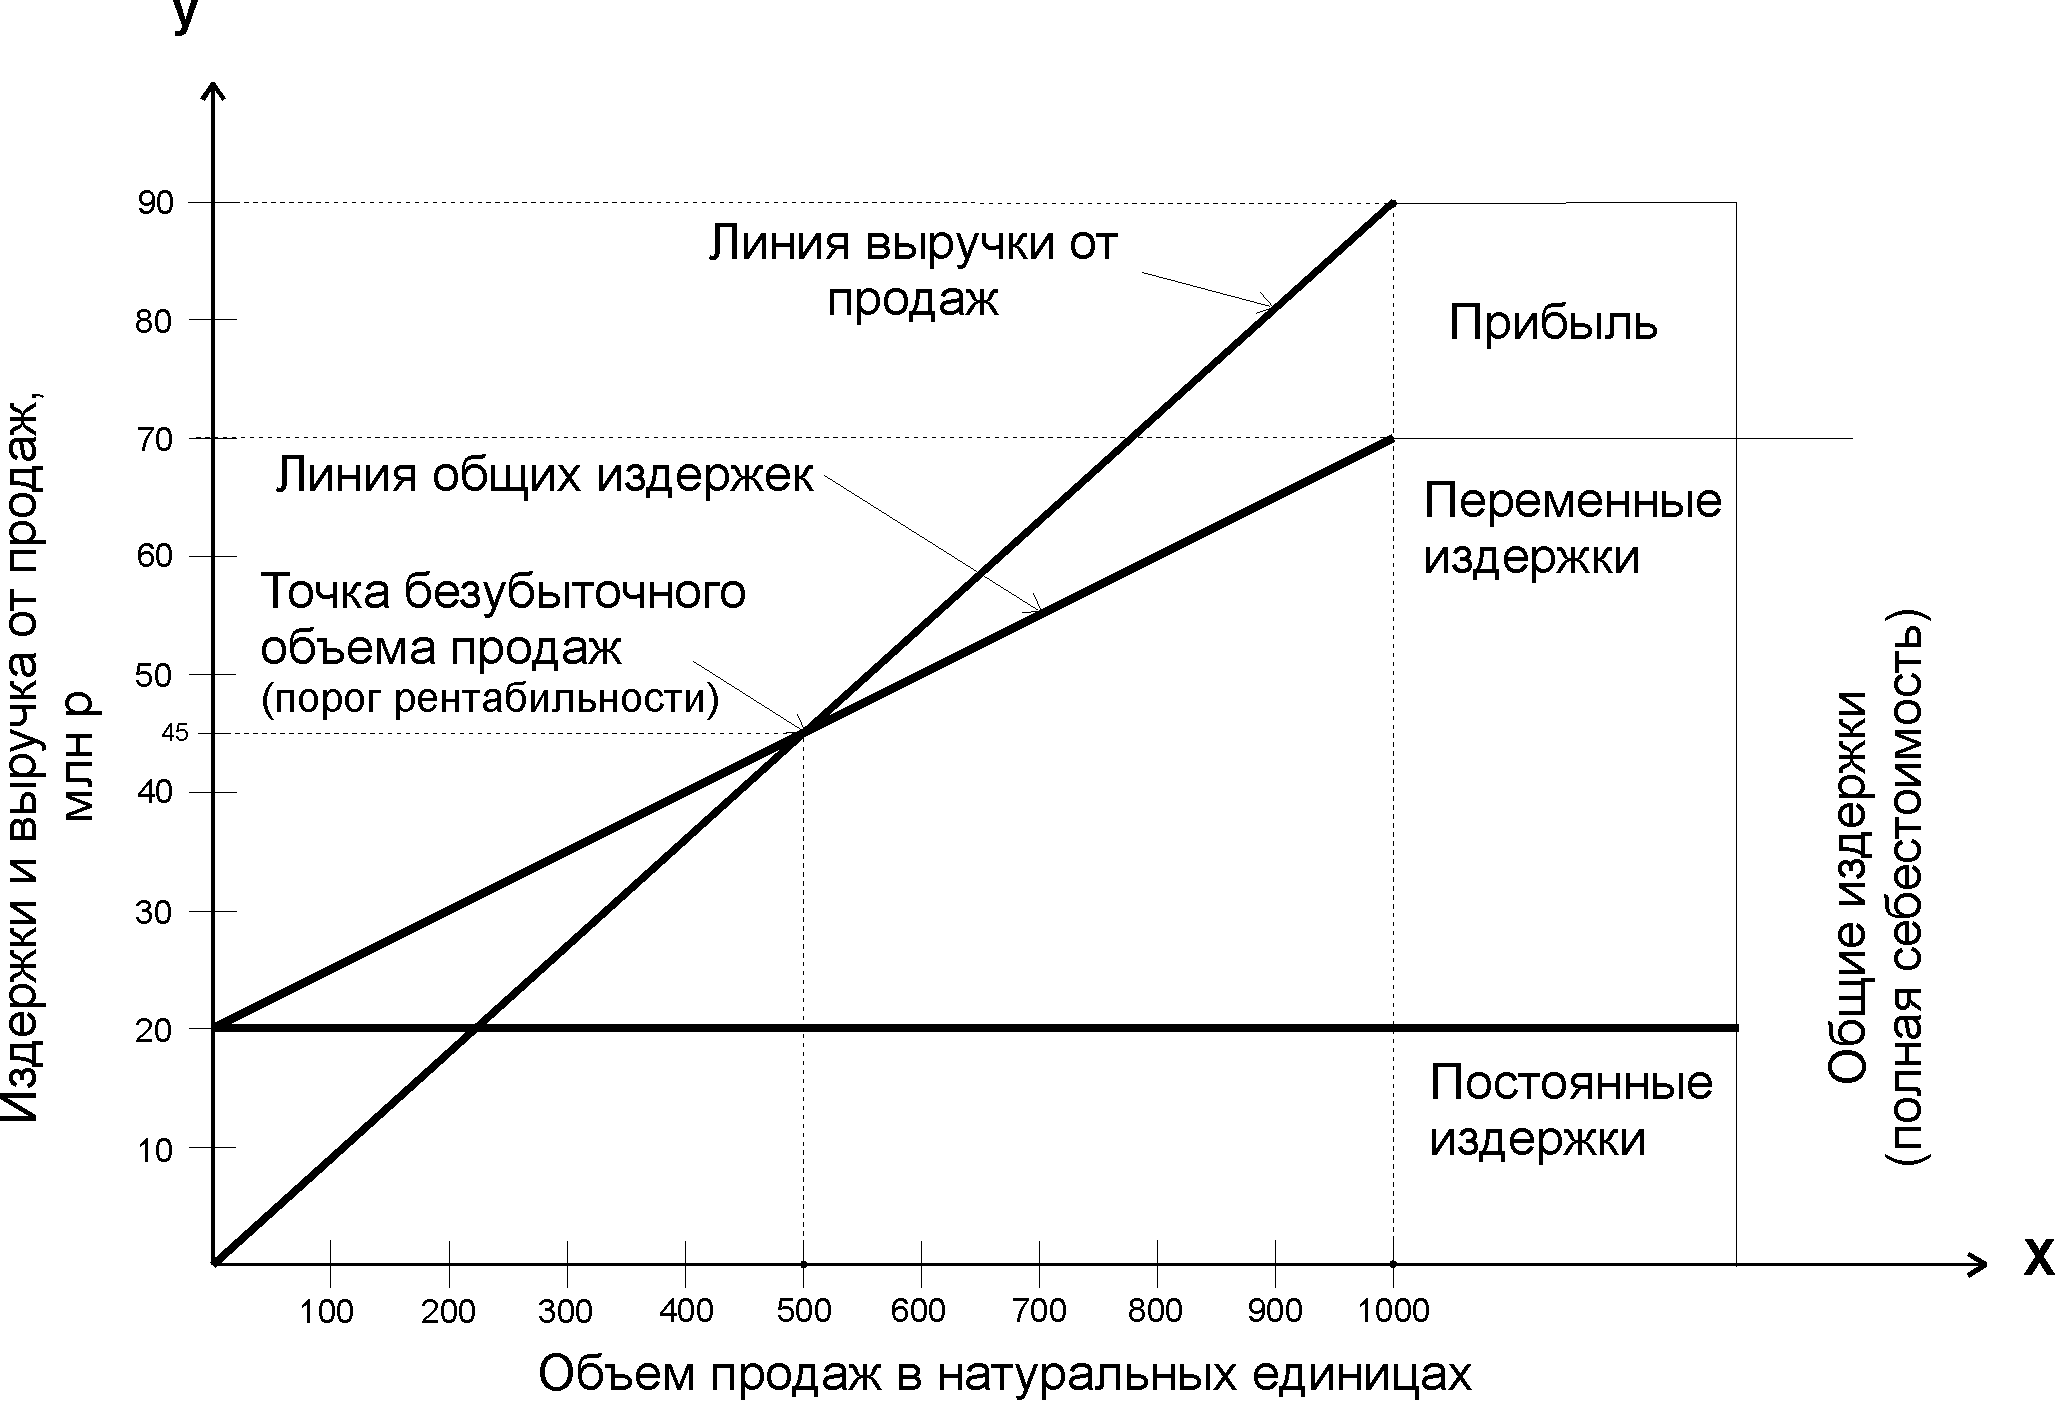 y
90
Линия выручки от
продаж
80
Прибыль
70
Линия общих издержек
Переменные
издержки
60
Точка безубыточного
объема продаж
(порог рентабильности)
50
45
40
30
20
10
Постоянные
издержки
Издержки и выручка от продаж,
млн р
Общие издержки
(полная себестоимость)
X
100 200 300 400 500 600 700 800 900 1000
Объем продаж в натуральных единицах